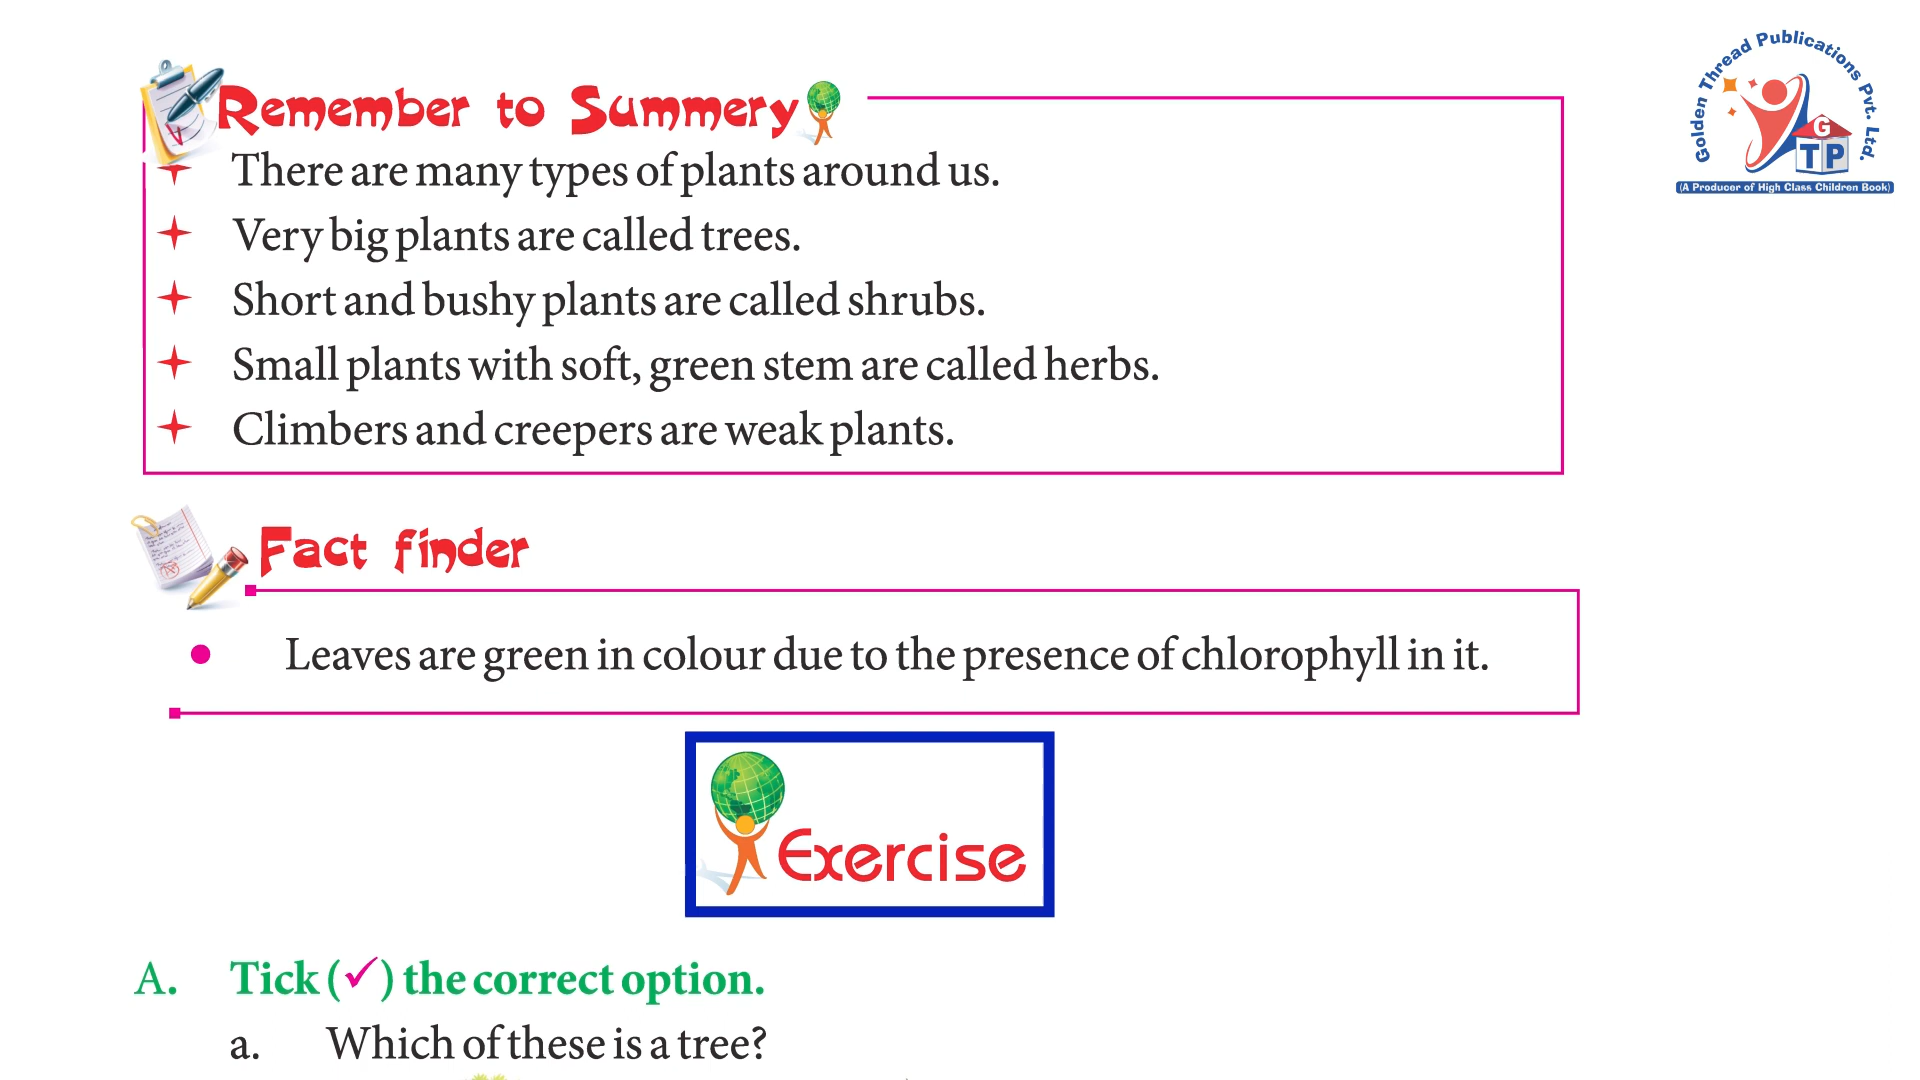 Golden Thread Publications Pvt. Ltd.
G
T P
(A Producer of High Class Children Book)
Remember to Summery
There are many types of plants around us.
Very big plants are called trees.
Short and bushy plants are called shrubs.
Small plants with soft, green stem are called herbs.
Climbers and creepers are weak plants.
Fact finder
Leaves are green in colour due to the presence of chlorophyll in it.
Exercise
A. Tick (✓) the correct option.
a. Which of these is a tree?